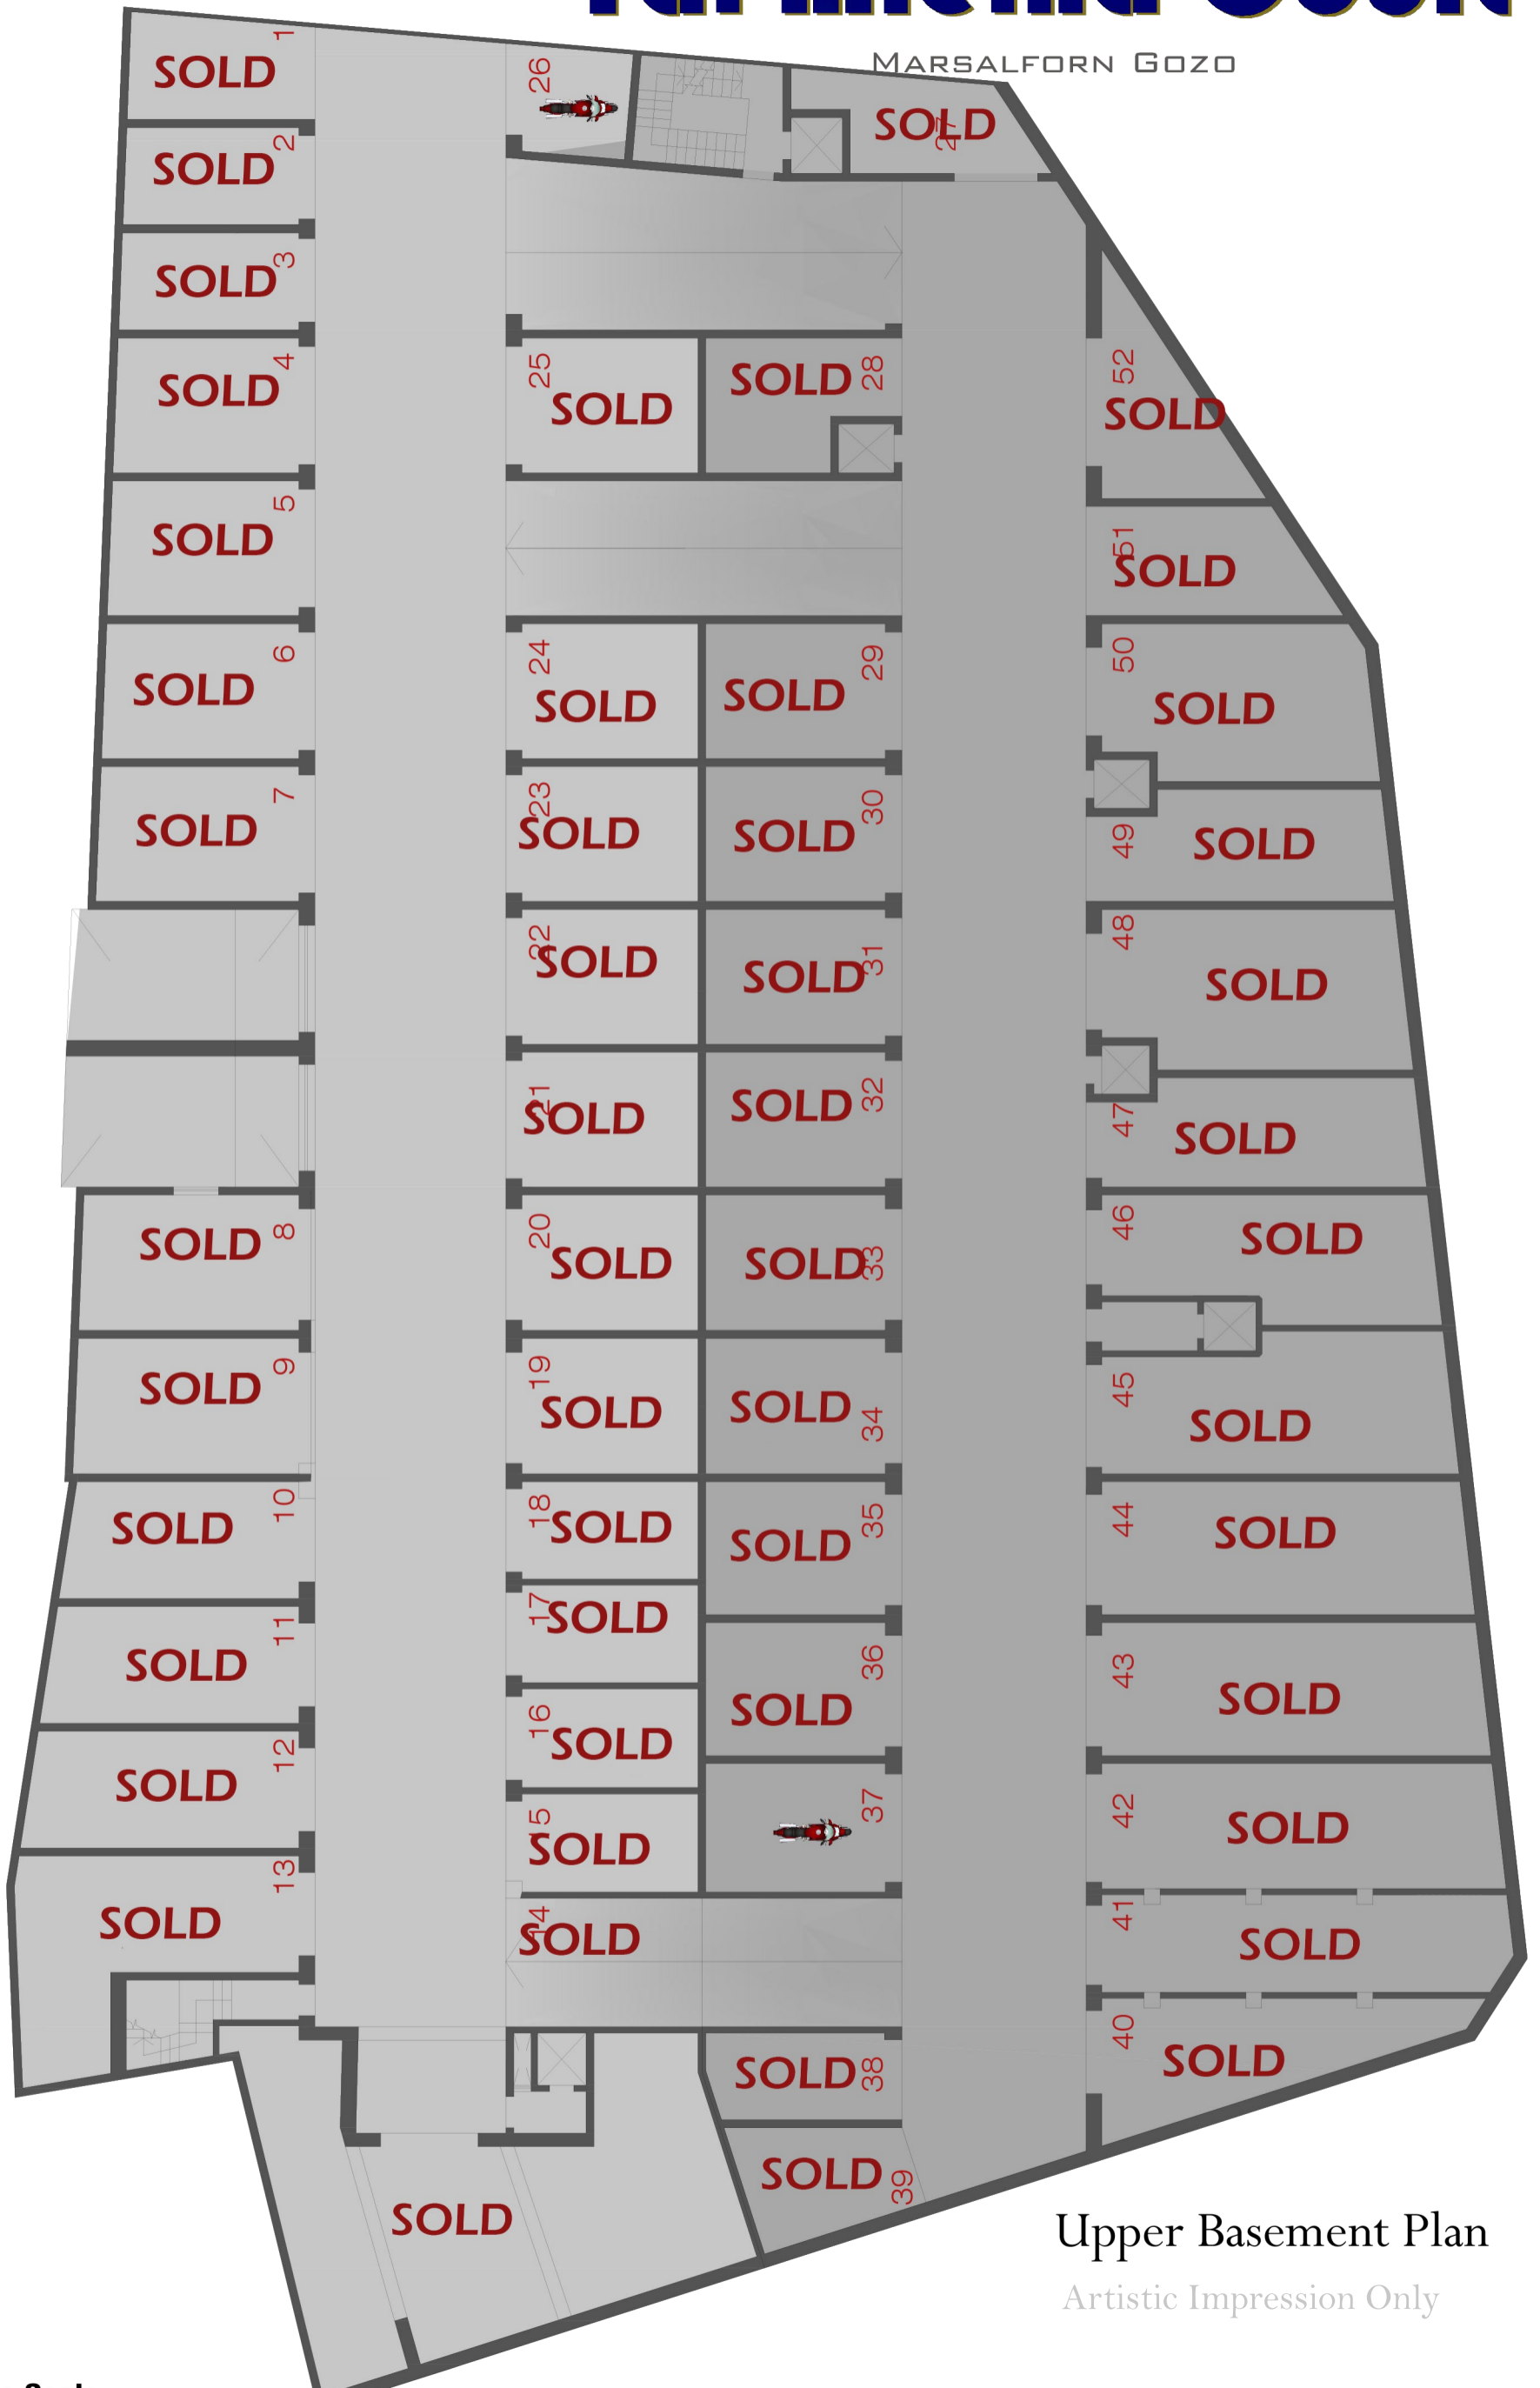 Marsalforn Gozo
1
SOLD
26
SOLD
27
2
SOLD
3
SOLD
4
SOLD
25
SOLD
SOLD
28
52
SOLD
5
SOLD
51
SOLD
6
SOLD
24
SOLD
29
SOLD
50
SOLD
7
SOLD
23
SOLD
30
SOLD
49
SOLD
22
SOLD
31
SOLD
48
SOLD
21
SOLD
32
SOLD
47
SOLD
8
SOLD
20
SOLD
33
SOLD
46
SOLD
9
SOLD
19
SOLD
34
SOLD
45
SOLD
10
SOLD
18
SOLD
35
SOLD
44
SOLD
11
SOLD
17
SOLD
36
SOLD
43
SOLD
12
SOLD
16
SOLD
37
42
SOLD
13
SOLD
15
SOLD
14
SOLD
41
SOLD
38
SOLD
40
SOLD
39
SOLD
SOLD
Upper Basement Plan
Artistic Impression Only